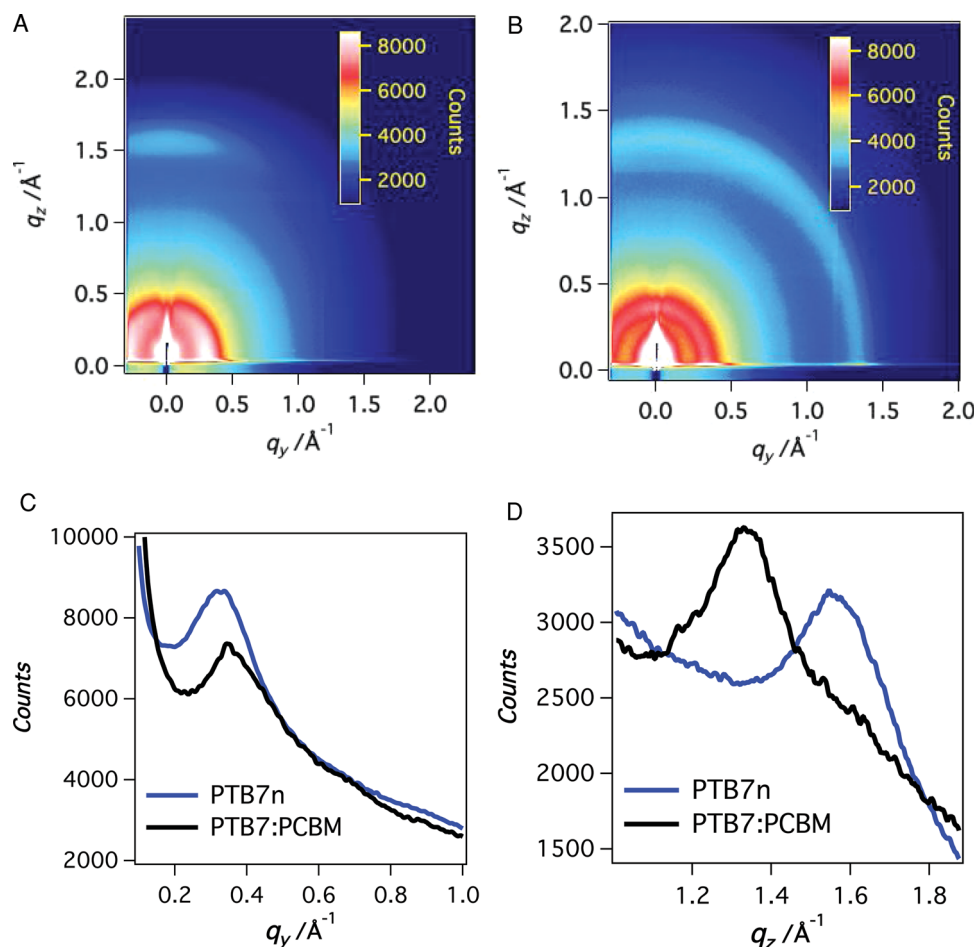 A
8000
6000
4000
2000
Counts
2.0
1.5
1.0
0.5
0.0
q_z /Å⁻¹
0.0 0.5 1.0 1.5 2.0
q_y /Å⁻¹
B
8000
6000
4000
2000
Counts
2.0
1.5
1.0
0.5
0.0
q_z /Å⁻¹
0.0 0.5 1.0 1.5 2.0
q_y /Å⁻¹
C
10000
8000
6000
4000
2000
Counts
PTB7n
PTB7:PCBM
0.2 0.4 0.6 0.8 1.0
q_y /Å⁻¹
D
3500
3000
2500
2000
1500
Counts
PTB7n
PTB7:PCBM
1.2 1.4 1.6 1.8
q_z /Å⁻¹